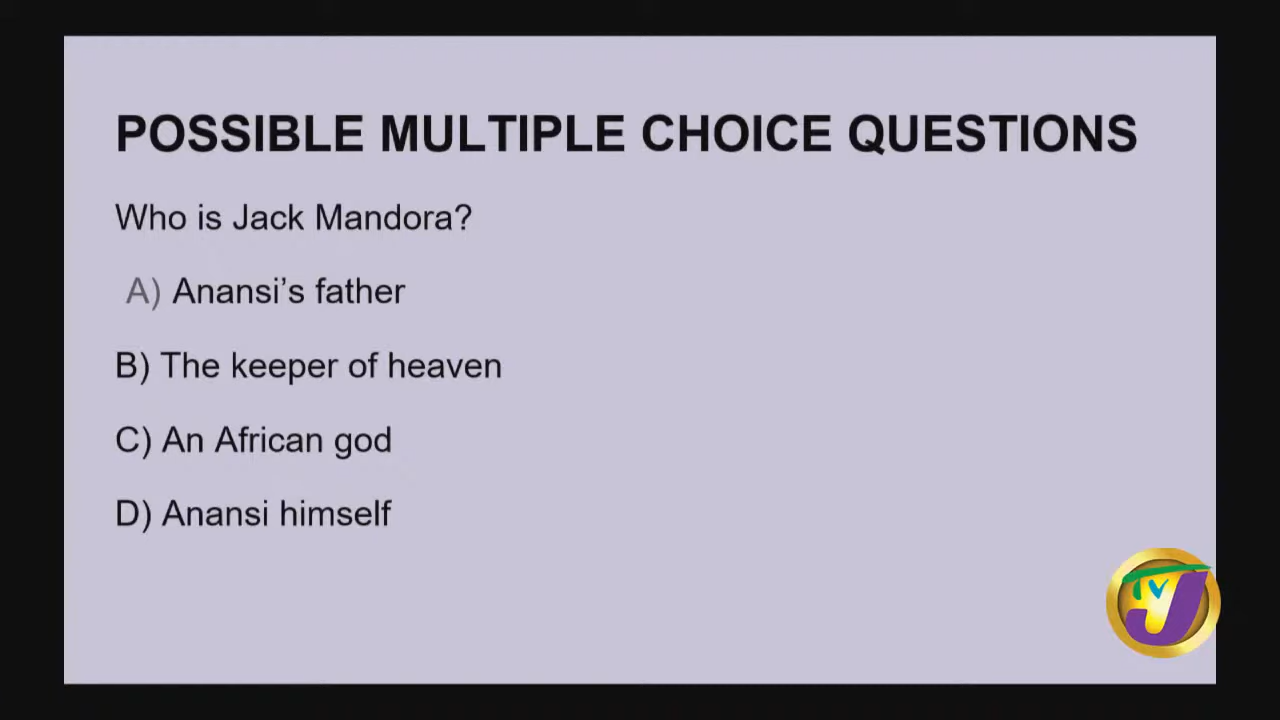 POSSIBLE MULTIPLE CHOICE QUESTIONS
Who is Jack Mandora?
A) Anansi’s father
B) The keeper of heaven
C) An African god
D) Anansi himself
TVJ